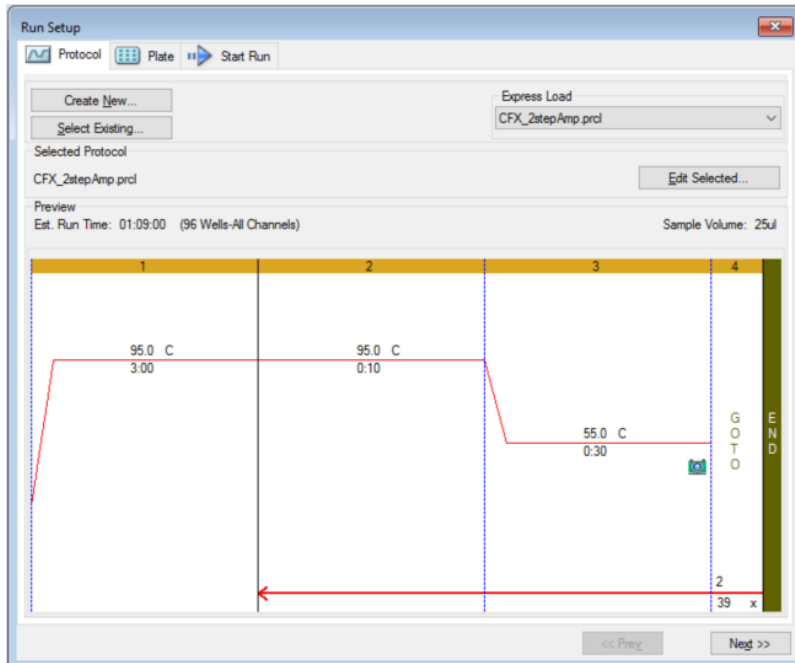 Run Setup
Protocol Plate Start Run
Create New...
Express Load
CFX_2stepAmp.prcl
Select Existing...
Selected Protocol
CFX_2stepAmp.prcl
Edit Selected...
Preview
Est. Run Time: 01:09:00 (96 Wells-All Channels) Sample Volume: 25ul
1 2 3 4
95.0 C 95.0 C
3:00 0:10
55.0 C
0:30
GOTO
END
2
39 x
<< Prev Next >>